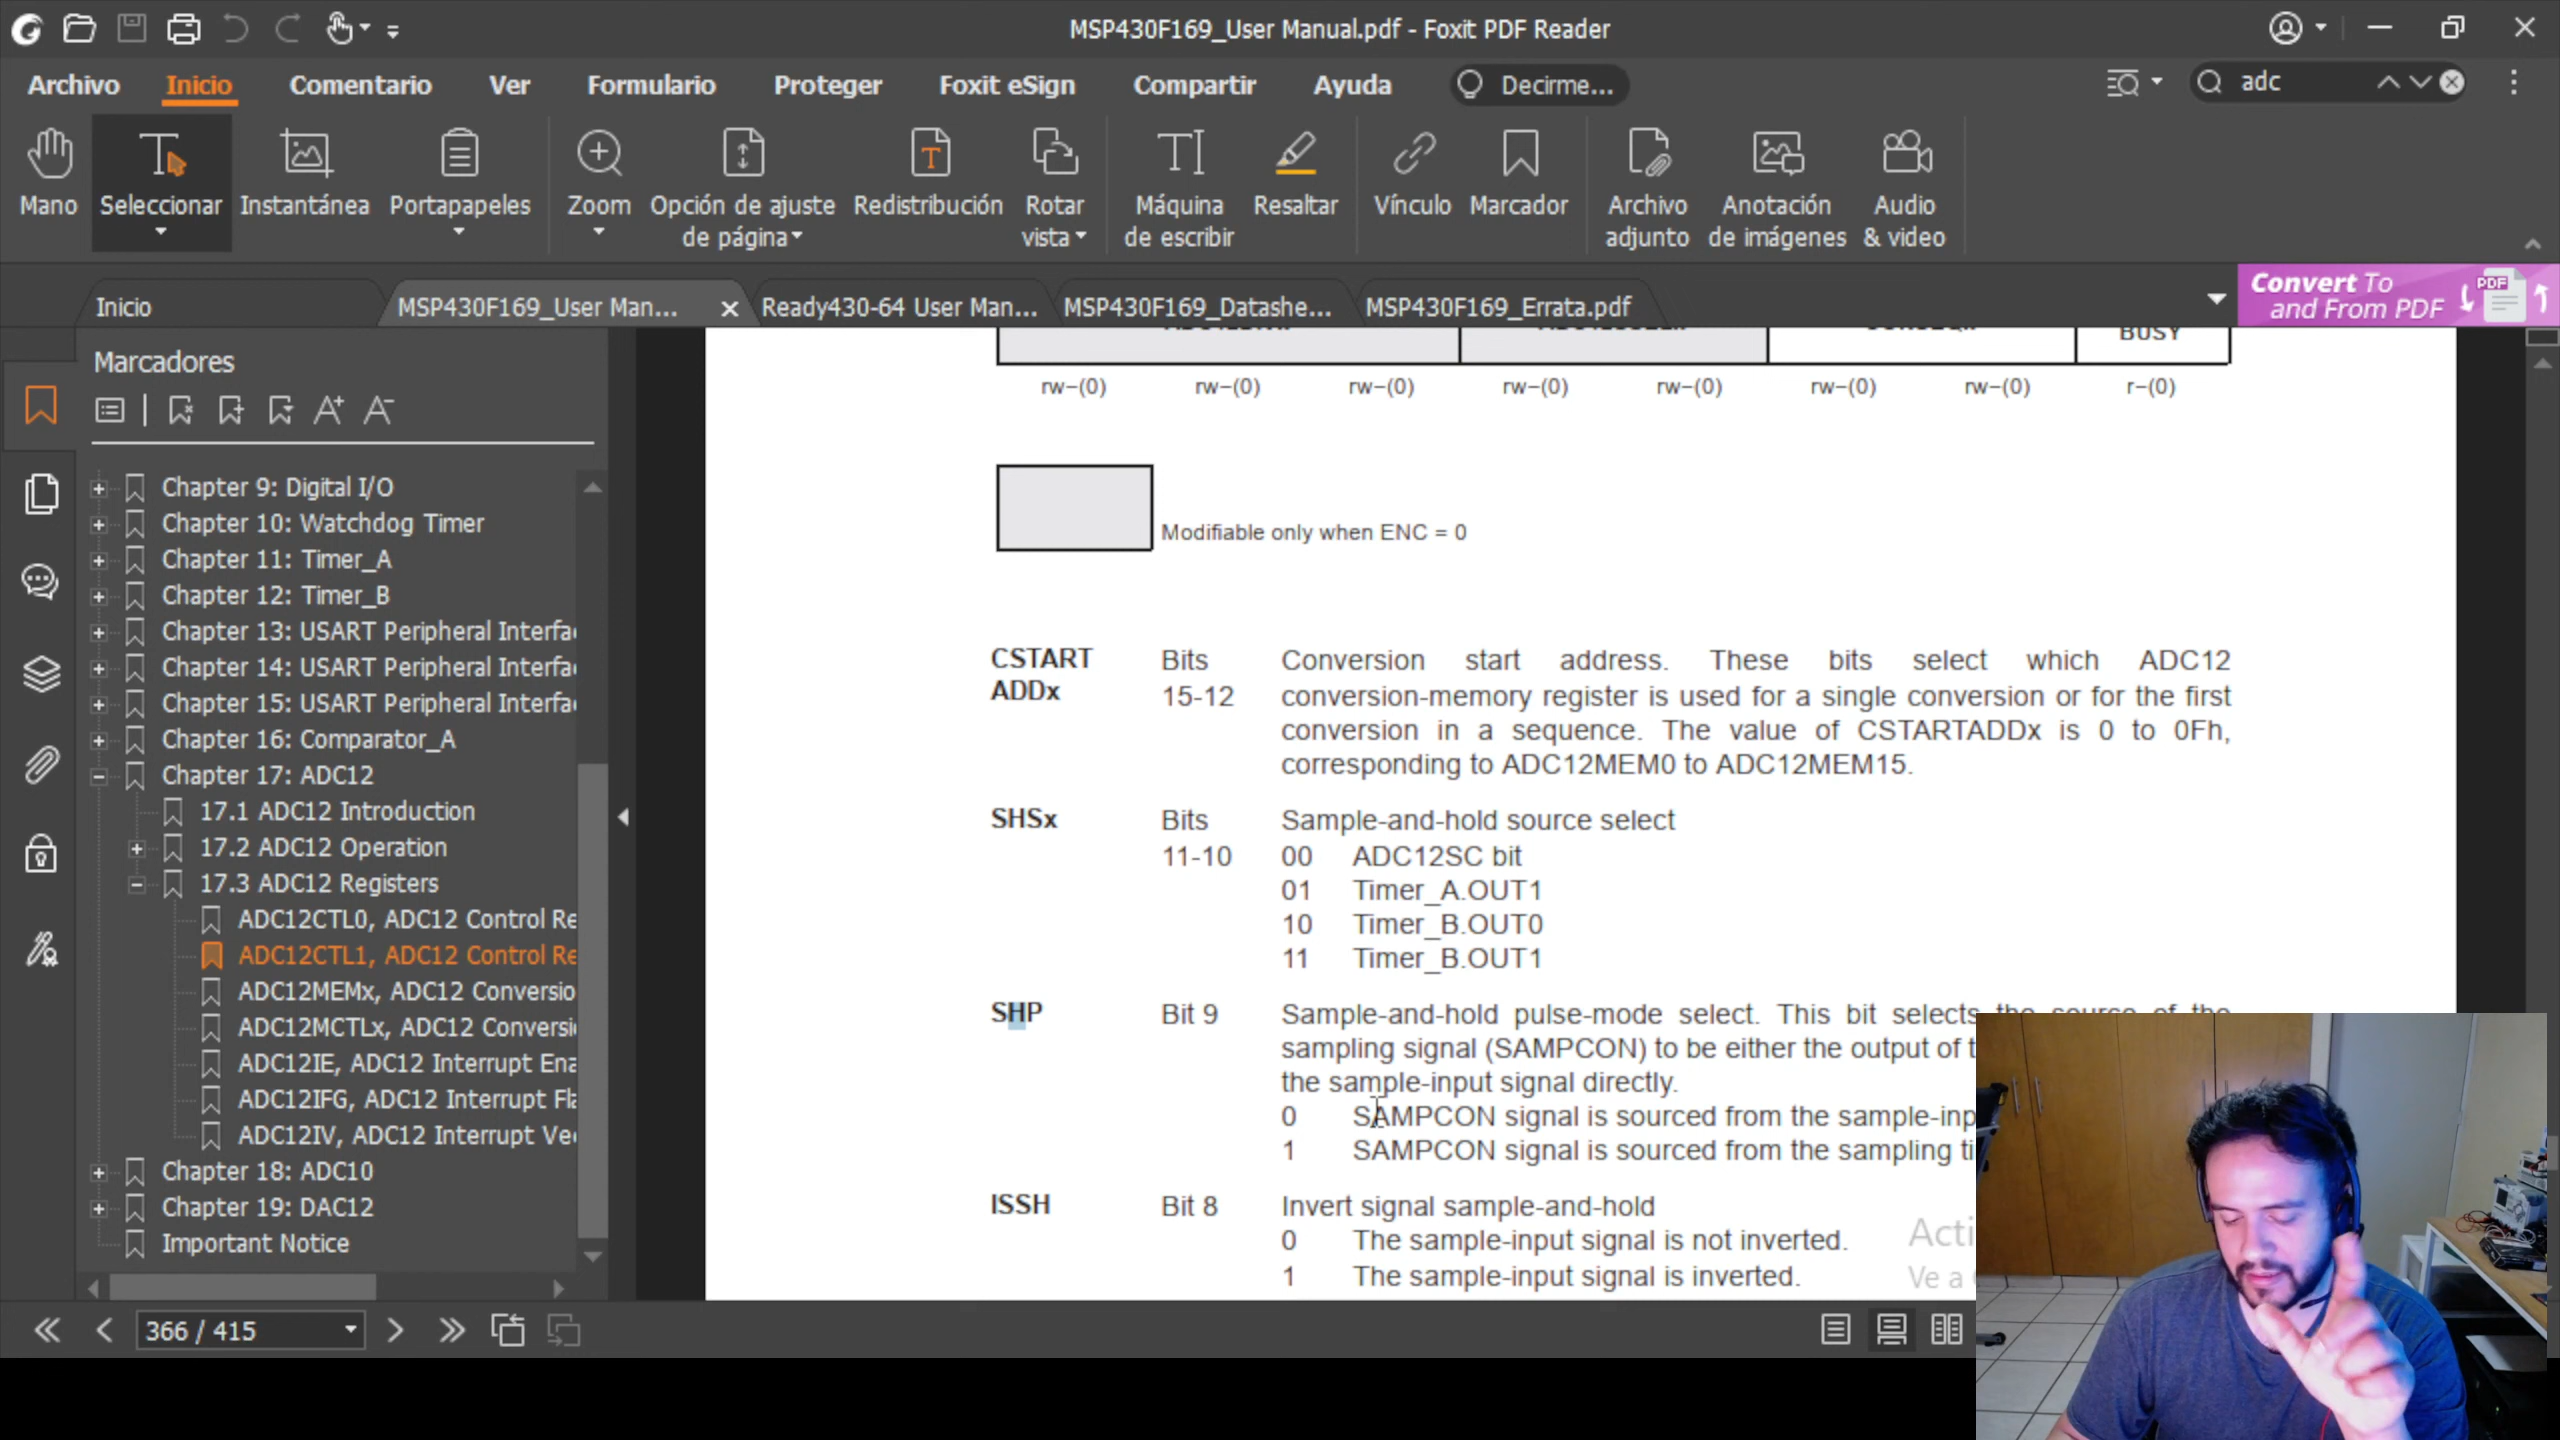 MSP430F169_User Manual.pdf - Foxit PDF Reader
Archivo Inicio Comentario Ver Formulario Proteger Foxit eSign Compartir Ayuda Decirme... adc
Mano Seleccionar Instantánea Portapapeles Zoom Opción de ajuste de página Redistribución Rotar vista Máquina de escribir Resaltar Vínculo Marcador Archivo adjunto Anotación de imágenes Audio & video
Inicio MSP430F169_User Man... Ready430-64 User Man... MSP430F169_Datashe... MSP430F169_Errata.pdf
Convert To
and From PDF
PDF
Marcadores
Chapter 9: Digital I/O
Chapter 10: Watchdog Timer
Chapter 11: Timer_A
Chapter 12: Timer_B
Chapter 13: USART Peripheral Interfa
Chapter 14: USART Peripheral Interfa
Chapter 15: USART Peripheral Interfa
Chapter 16: Comparator_A
Chapter 17: ADC12
17.1 ADC12 Introduction
17.2 ADC12 Operation
17.3 ADC12 Registers
ADC12CTL0, ADC12 Control Re
ADC12CTL1, ADC12 Control Re
ADC12MEMx, ADC12 Conversio
ADC12MCTLx, ADC12 Conversi
ADC12IE, ADC12 Interrupt Ena
ADC12IFG, ADC12 Interrupt Fla
ADC12IV, ADC12 Interrupt Ve
Chapter 18: ADC10
Chapter 19: DAC12
Important Notice
366 / 415
BUSY
rw-(0) rw-(0) rw-(0) rw-(0) rw-(0) rw-(0) rw-(0) r-(0)
Modifiable only when ENC = 0
CSTART Bits Conversion start address. These bits select which ADC12
ADDx 15-12 conversion-memory register is used for a single conversion or for the first
conversion in a sequence. The value of CSTARTADDx is 0 to 0Fh,
corresponding to ADC12MEM0 to ADC12MEM15.
SHSx Bits Sample-and-hold source select
11-10 00 ADC12SC bit
01 Timer_A.OUT1
10 Timer_B.OUT0
11 Timer_B.OUT1
SHP Bit 9 Sample-and-hold pulse-mode select. This bit selects the source of the
sampling signal (SAMPCON) to be either the output of t
the sample-input signal directly.
0 SAMPCON signal is sourced from the sample-inp
1 SAMPCON signal is sourced from the sampling ti
ISSH Bit 8 Invert signal sample-and-hold
0 The sample-input signal is not inverted.
1 The sample-input signal is inverted.
Acti
Ve a